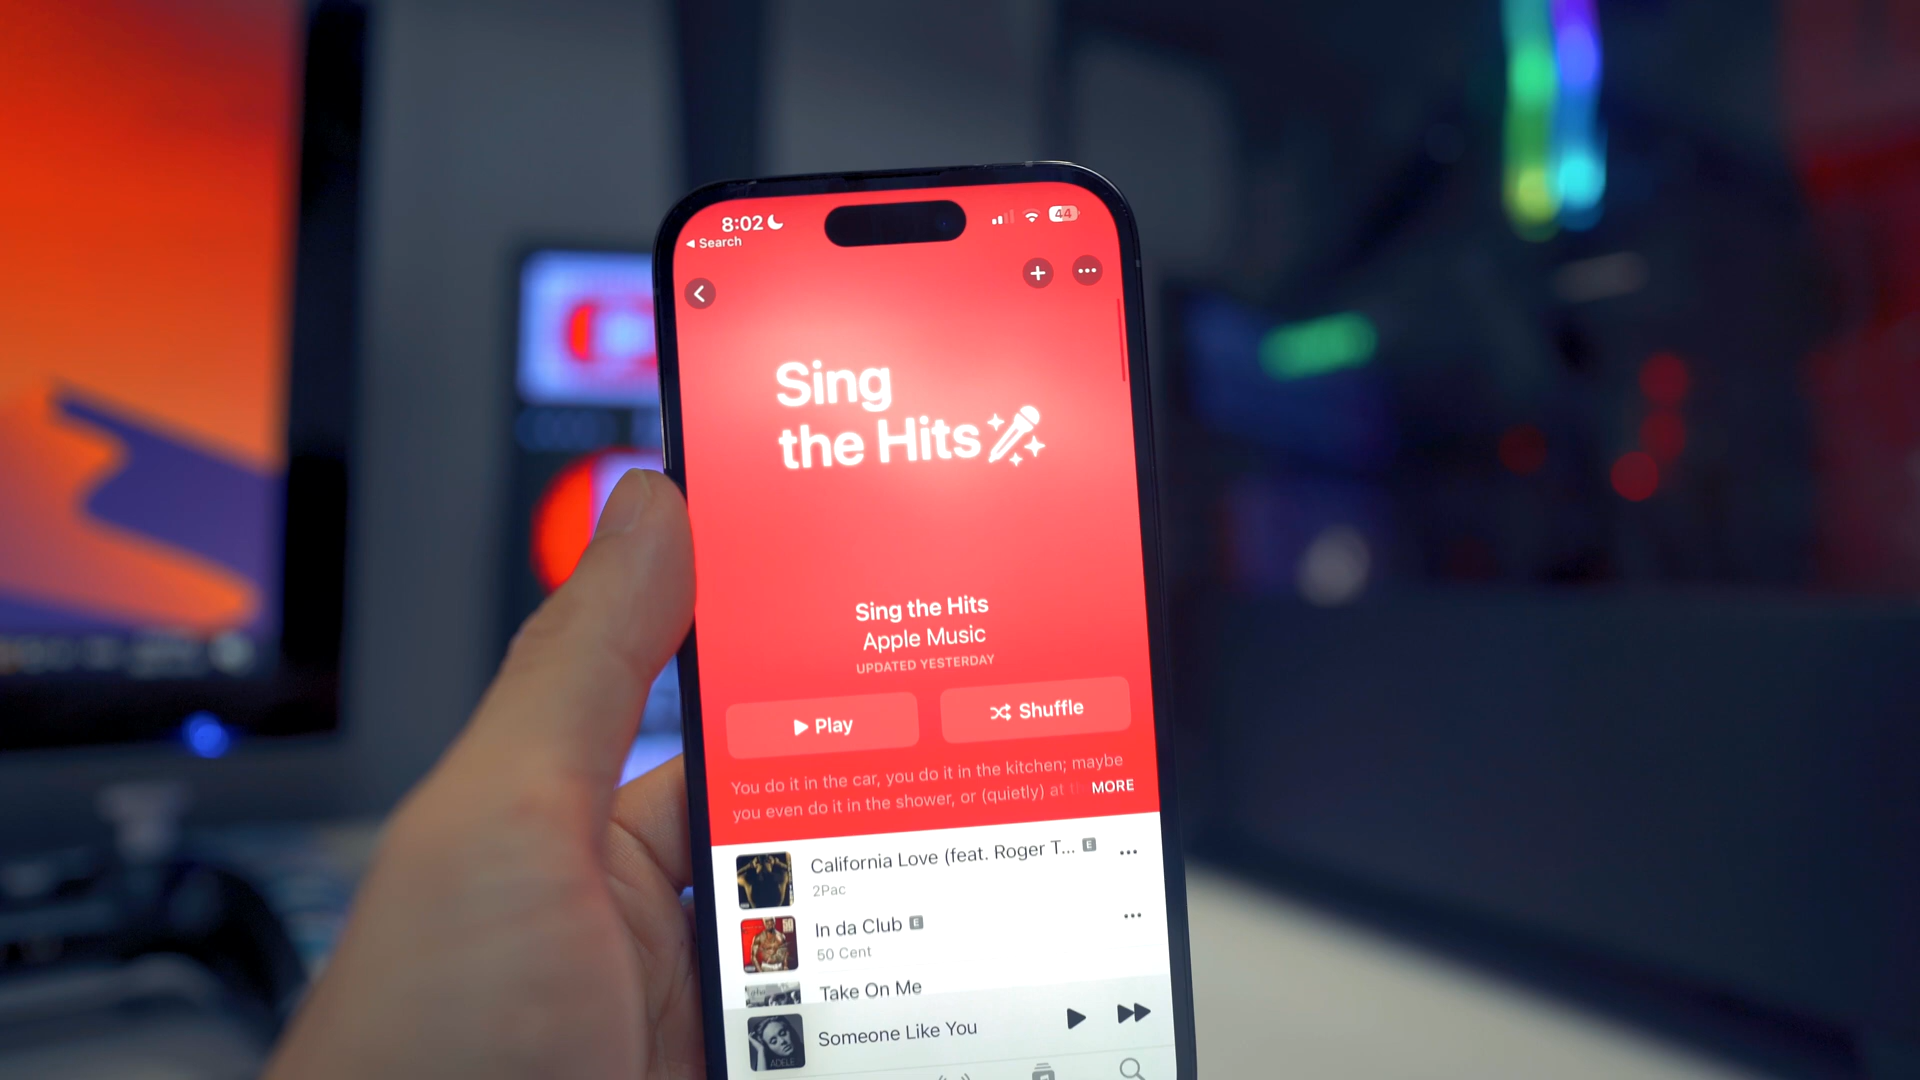 8:02
44
◀ Search
Sing
the Hits
Sing the Hits
Apple Music
UPDATED YESTERDAY
Play
Shuffle
You do it in the car, you do it in the kitchen; maybe
you even do it in the shower, or (quietly) at
MORE
California Love (feat. Roger T... E
2Pac
In da Club E
50 Cent
Take On Me
Someone Like You
ADELE